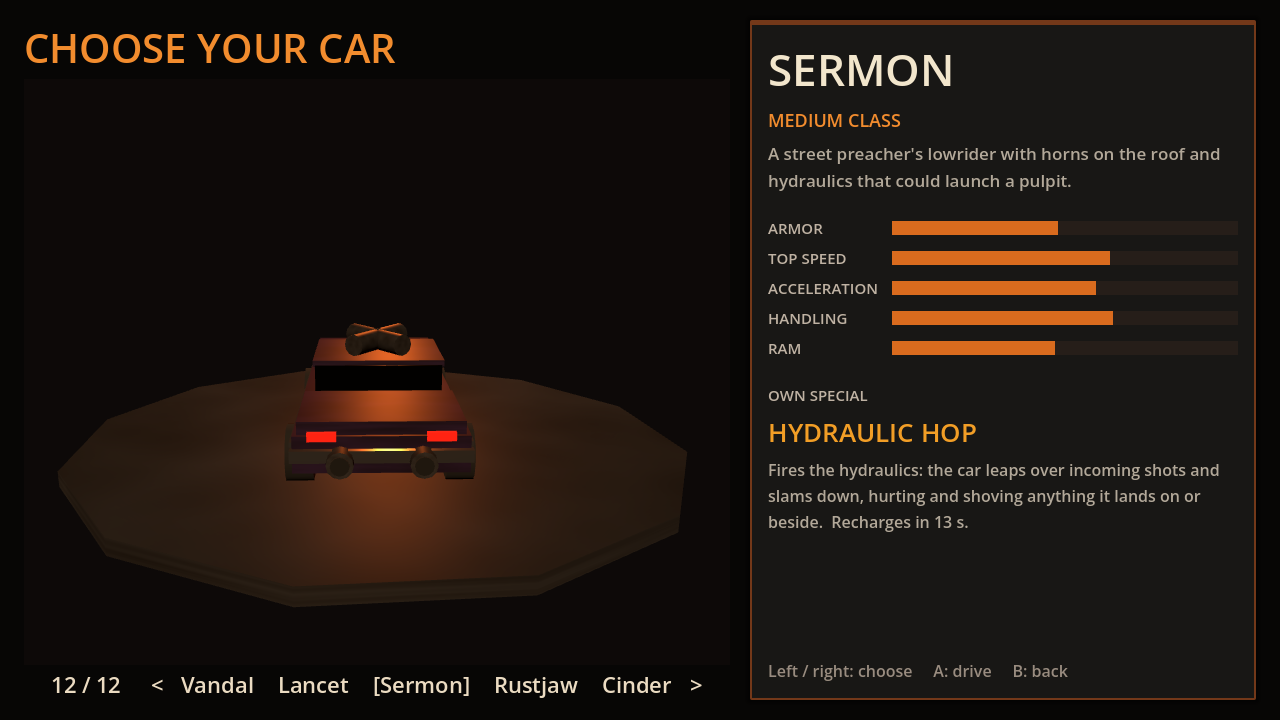 CHOOSE YOUR CAR
SERMON
MEDIUM CLASS
A street preacher's lowrider with horns on the roof and
hydraulics that could launch a pulpit.
ARMOR
TOP SPEED
ACCELERATION
HANDLING
RAM
OWN SPECIAL
HYDRAULIC HOP
Fires the hydraulics: the car leaps over incoming shots and
slams down, hurting and shoving anything it lands on or
beside.  Recharges in 13 s.
Left / right: choose    A: drive    B: back
12 / 12    <  Vandal    Lancet    [Sermon]    Rustjaw    Cinder  >